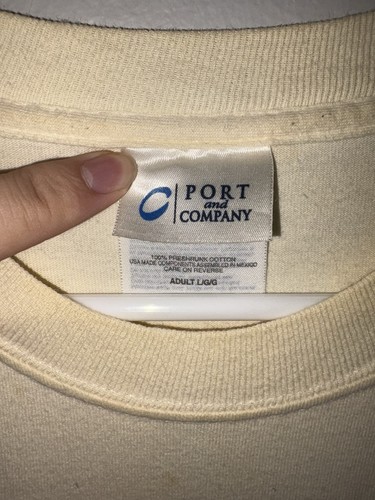 PORT
and
COMPANY
100% PRESHRUNK COTTON
USA MADE COMPONENTS ASSEMBLED IN MEXICO
CARE ON REVERSE
ADULT L/G/G